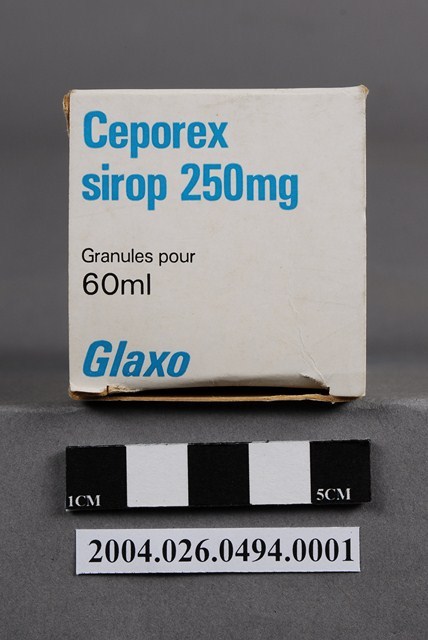 Ceporex
sirop 250mg
Granules pour
60ml
Glaxo
1CM 5CM
2004.026.0494.0001